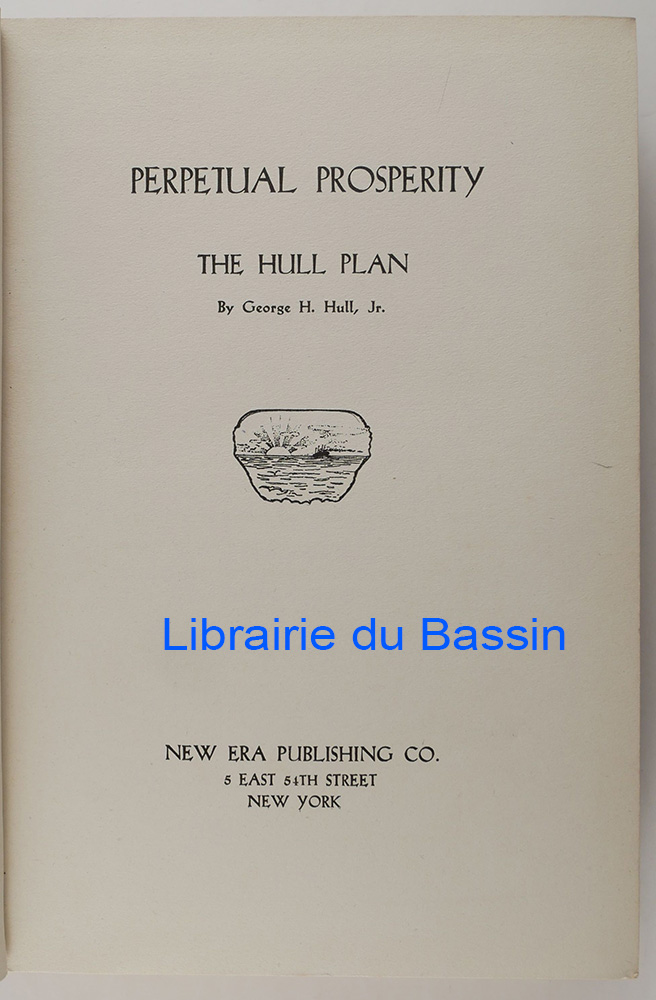 PERPETUAL PROSPERITY
THE HULL PLAN
By George H. Hull, Jr.
Librairie du Bassin
NEW ERA PUBLISHING CO.
5 EAST 54TH STREET
NEW YORK